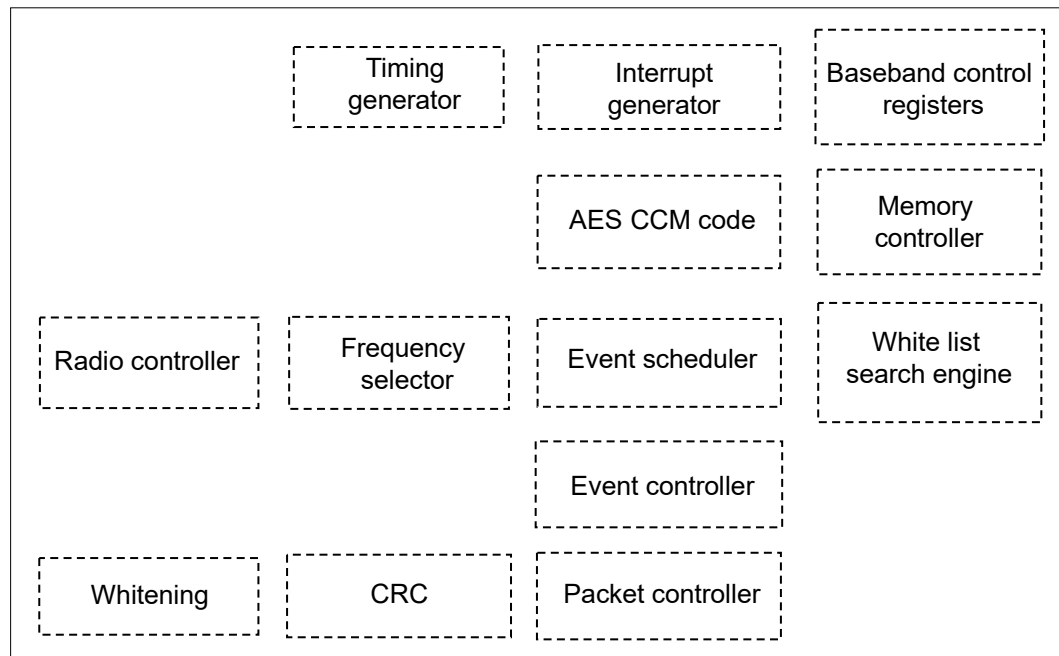 Timing
generator
Interrupt
generator
Baseband control
registers
AES CCM code
Memory
controller
Radio controller
Frequency
selector
Event scheduler
White list
search engine
Event controller
Whitening
CRC
Packet controller